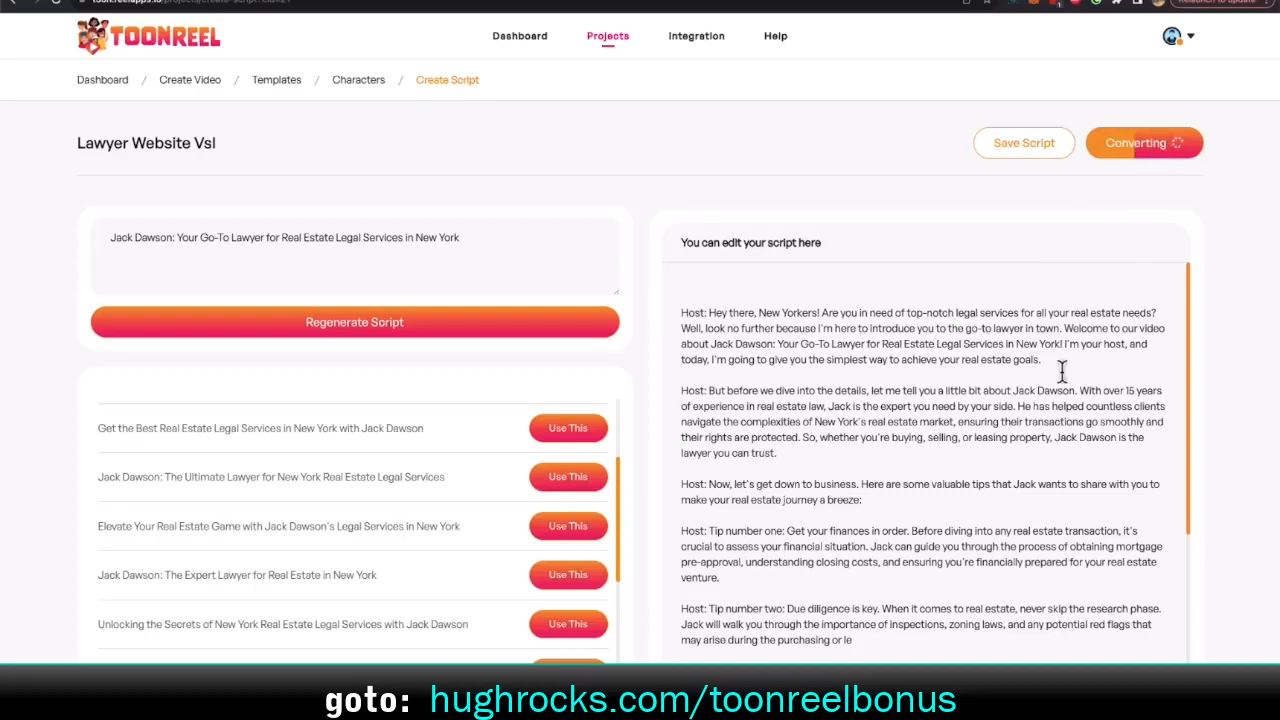 TOONREEL
Dashboard
Projects
Integration
Help
Dashboard / Create Video / Templates / Characters / Create Script
Lawyer Website Vsl
Save Script
Converting
Jack Dawson: Your Go-To Lawyer for Real Estate Legal Services in New York
Regenerate Script
Get the Best Real Estate Legal Services in New York with Jack Dawson
Use This
Jack Dawson: The Ultimate Lawyer for New York Real Estate Legal Services
Use This
Elevate Your Real Estate Game with Jack Dawson's Legal Services in New York
Use This
Jack Dawson: The Expert Lawyer for Real Estate in New York
Use This
Unlocking the Secrets of New York Real Estate Legal Services with Jack Dawson
Use This
You can edit your script here
Host: Hey there, New Yorkers! Are you in need of top-notch legal services for all your real estate needs?
Well, look no further because I'm here to introduce you to the go-to lawyer in town. Welcome to our video
about Jack Dawson: Your Go-To Lawyer for Real Estate Legal Services in New York! I'm your host, and
today, I'm going to give you the simplest way to achieve your real estate goals.
Host: But before we dive into the details, let me tell you a little bit about Jack Dawson. With over 15 years
of experience in real estate law, Jack is the expert you need by your side. He has helped countless clients
navigate the complexities of New York's real estate market, ensuring their transactions go smoothly and
their rights are protected. So, whether you're buying, selling, or leasing property, Jack Dawson is the
lawyer you can trust.
Host: Now, let's get down to business. Here are some valuable tips that Jack wants to share with you to
make your real estate journey a breeze:
Host: Tip number one: Get your finances in order. Before diving into any real estate transaction, it's
crucial to assess your financial situation. Jack can guide you through the process of obtaining mortgage
pre-approval, understanding closing costs, and ensuring you're financially prepared for your real estate
venture.
Host: Tip number two: Due diligence is key. When it comes to real estate, never skip the research phase.
Jack will walk you through the importance of inspections, zoning laws, and any potential red flags that
may arise during the purchasing or le
goto: hughrocks.com/toonreelbonus